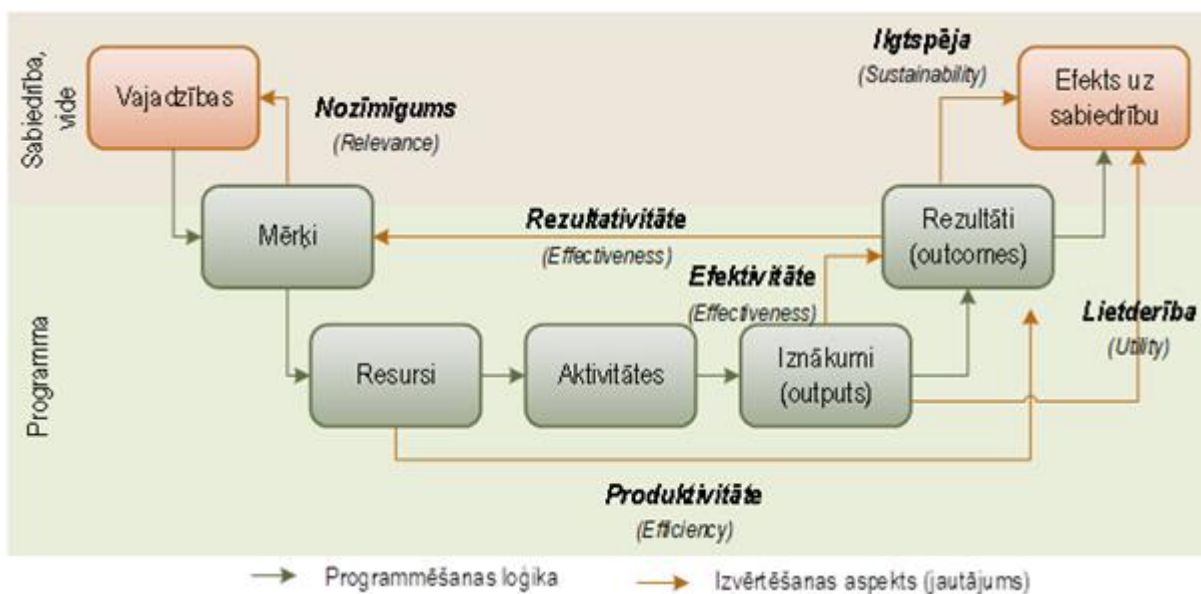 Sabiedrība,
vide
Vajadzības
Nozīmīgums
(Relevance)
Ilgtspēja
(Sustainability)
Efekts uz
sabiedrību
Programma
Mērķi
Rezultativitāte
(Effectiveness)
Rezultāti
(outcomes)
Efektivitāte
(Effectiveness)
Lietderība
(Utility)
Resursi
Aktivitātes
Iznākumi
(outputs)
Produktivitāte
(Efficiency)
Programmēšanas loģika
Izvērtēšanas aspekts (jautājums)